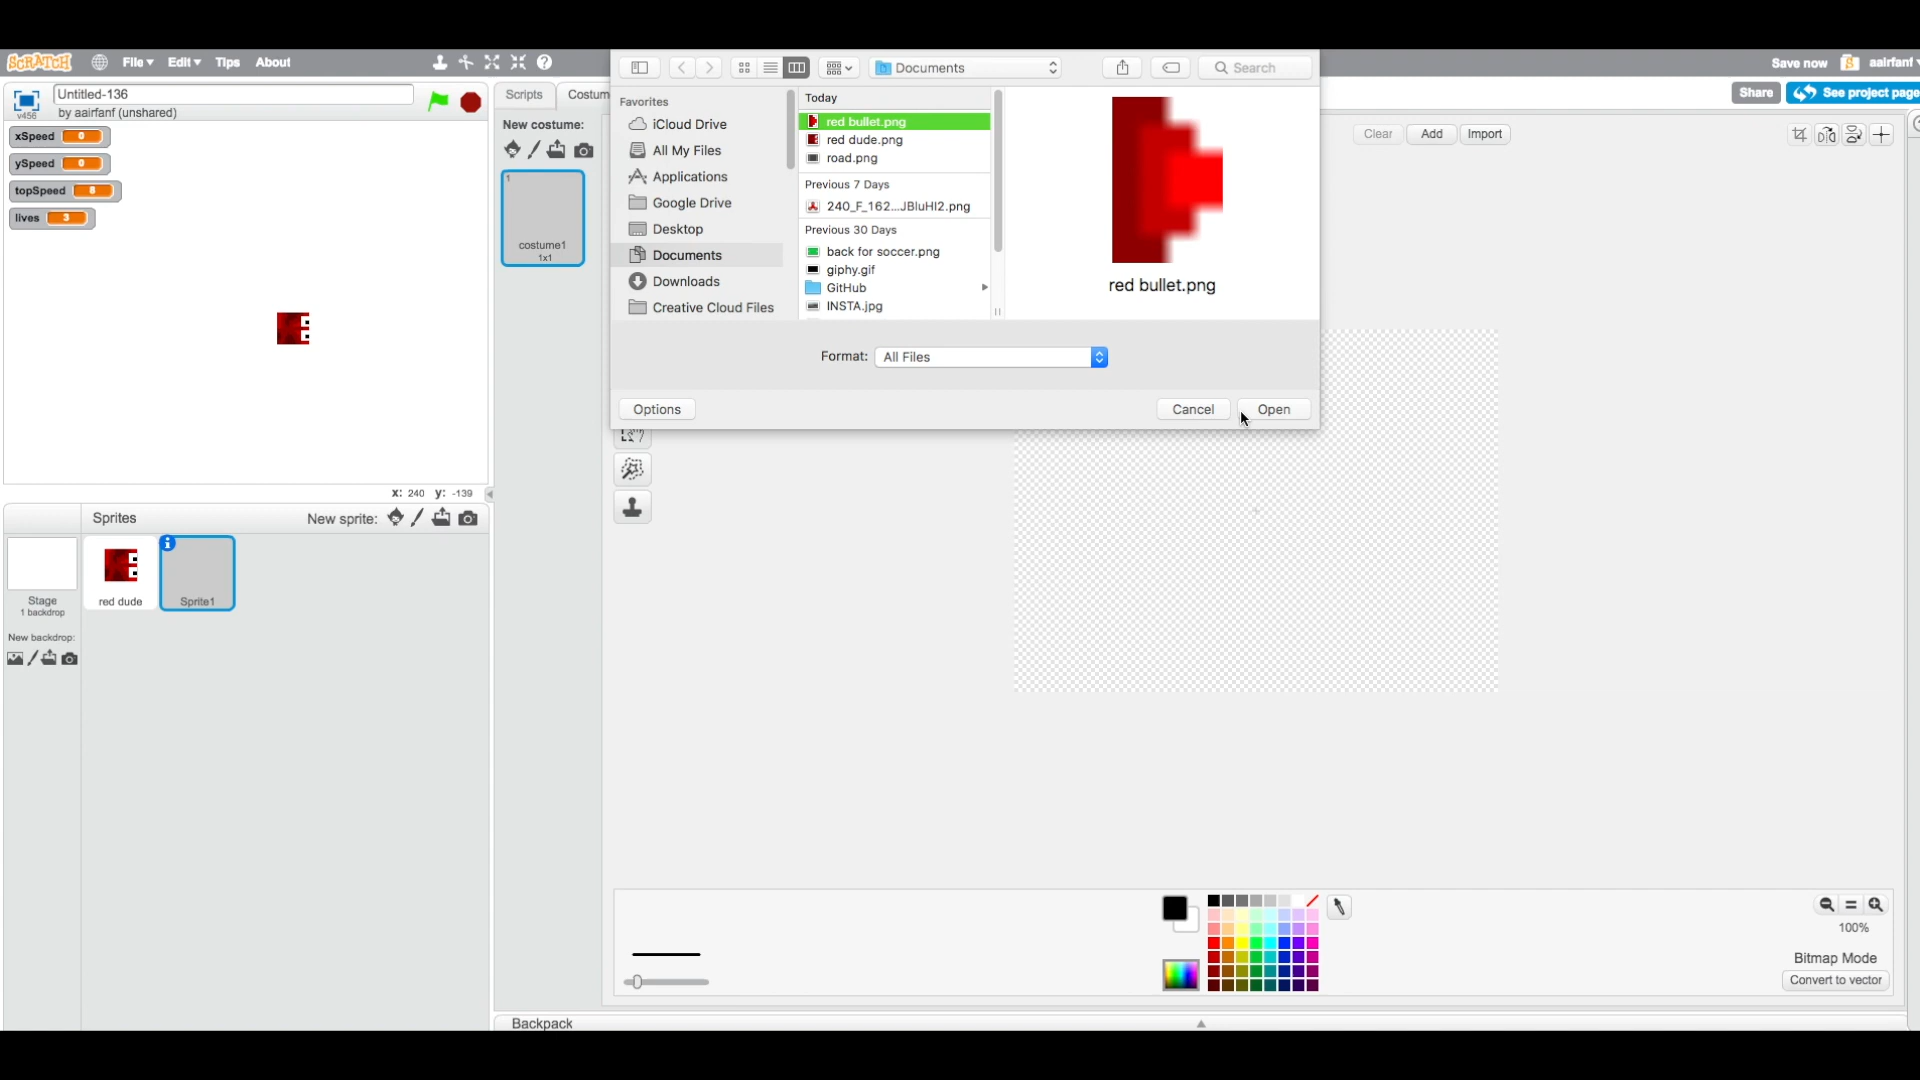 SCRATCH File Edit Tips About
Save now aairfanf
Untitled-136
by aairfanf (unshared)
v456
Share See project page
xSpeed 0
ySpeed 0
topSpeed 8
lives 3
x: 240 y: -139
Sprites New sprite:
Stage
1 backdrop
New backdrop:
red dude
Sprite1
Scripts
New costume:
1
costume1
1x1
Documents
Search
Favorites
iCloud Drive
All My Files
Applications
Google Drive
Desktop
Documents
Downloads
Creative Cloud Files
Today
red bullet.png
red dude.png
road.png
Previous 7 Days
240_F_162...JBluHI2.png
Previous 30 Days
back for soccer.png
giphy.gif
GitHub
INSTA.jpg
red bullet.png
Format: All Files
Options Cancel Open
Clear Add Import
100%
Bitmap Mode
Convert to vector
Backpack